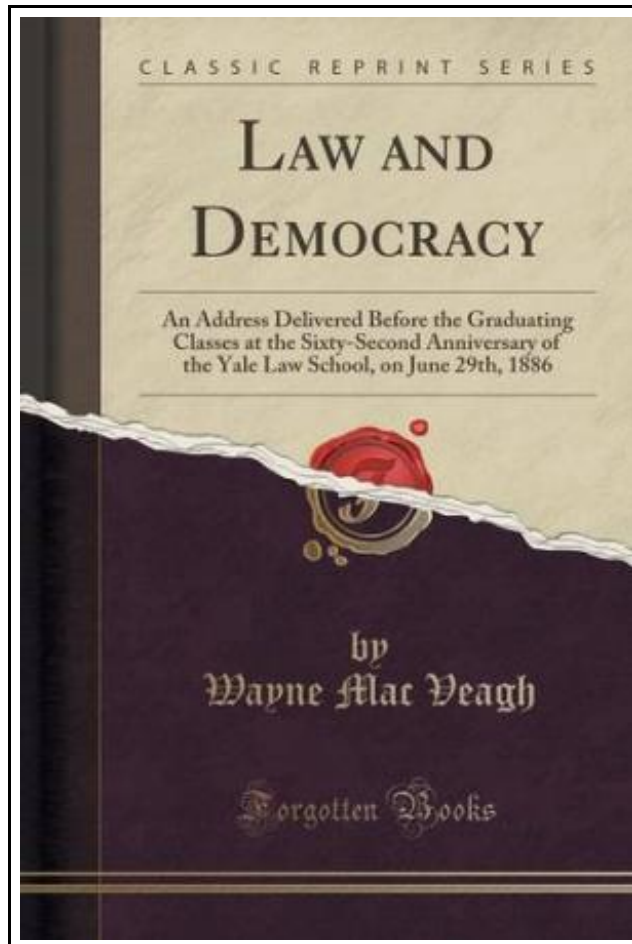 CLASSIC REPRINT SERIES
LAW AND
DEMOCRACY
An Address Delivered Before the Graduating
Classes at the Sixty-Second Anniversary of
the Yale Law School, on June 29th, 1886
F
by
Wayne Mac Veagh
Forgotten Books